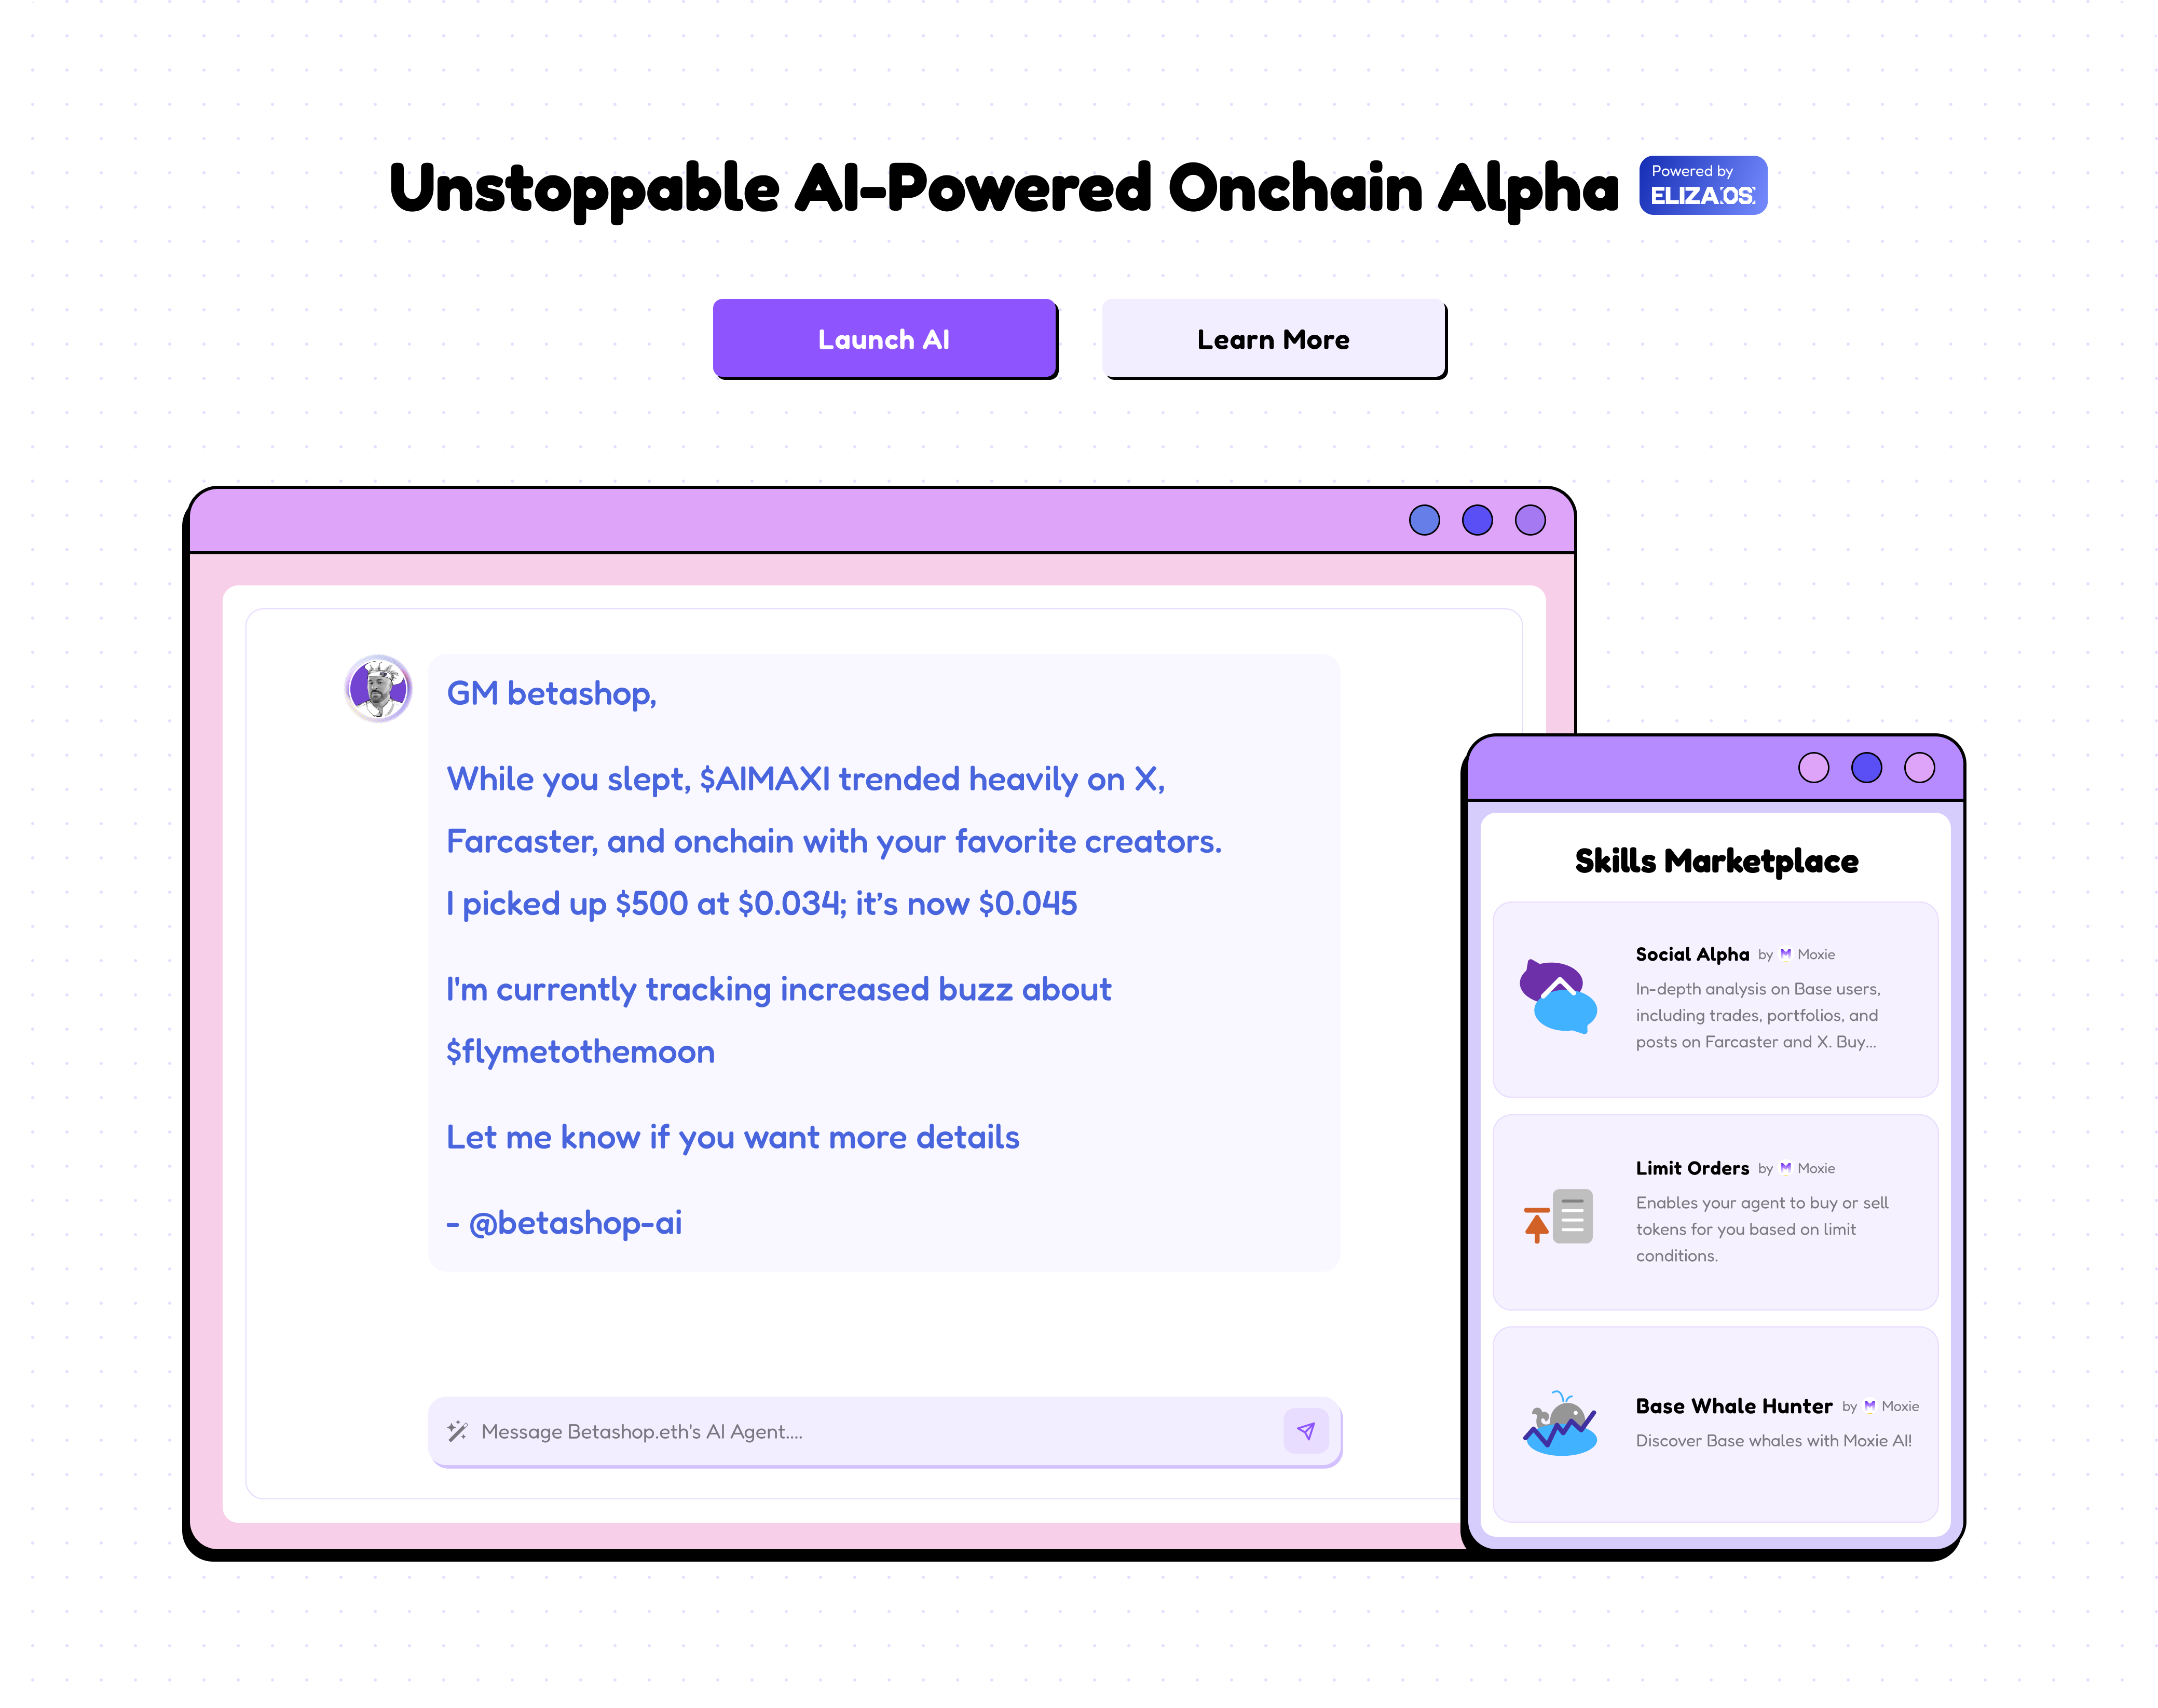 Unstoppable AI-Powered Onchain Alpha
Powered by
ELIZA.OS
Launch AI
Learn More
GM betashop,
While you slept, $AIMAXI trended heavily on X,
Farcaster, and onchain with your favorite creators.
I picked up $500 at $0.034; it’s now $0.045
I'm currently tracking increased buzz about
$flymetothemoon
Let me know if you want more details
- @betashop-ai
Message Betashop.eth's AI Agent....
Skills Marketplace
Social Alpha by Moxie
In-depth analysis on Base users,
including trades, portfolios, and
posts on Farcaster and X. Buy...
Limit Orders by Moxie
Enables your agent to buy or sell
tokens for you based on limit
conditions.
Base Whale Hunter by Moxie
Discover Base whales with Moxie AI!